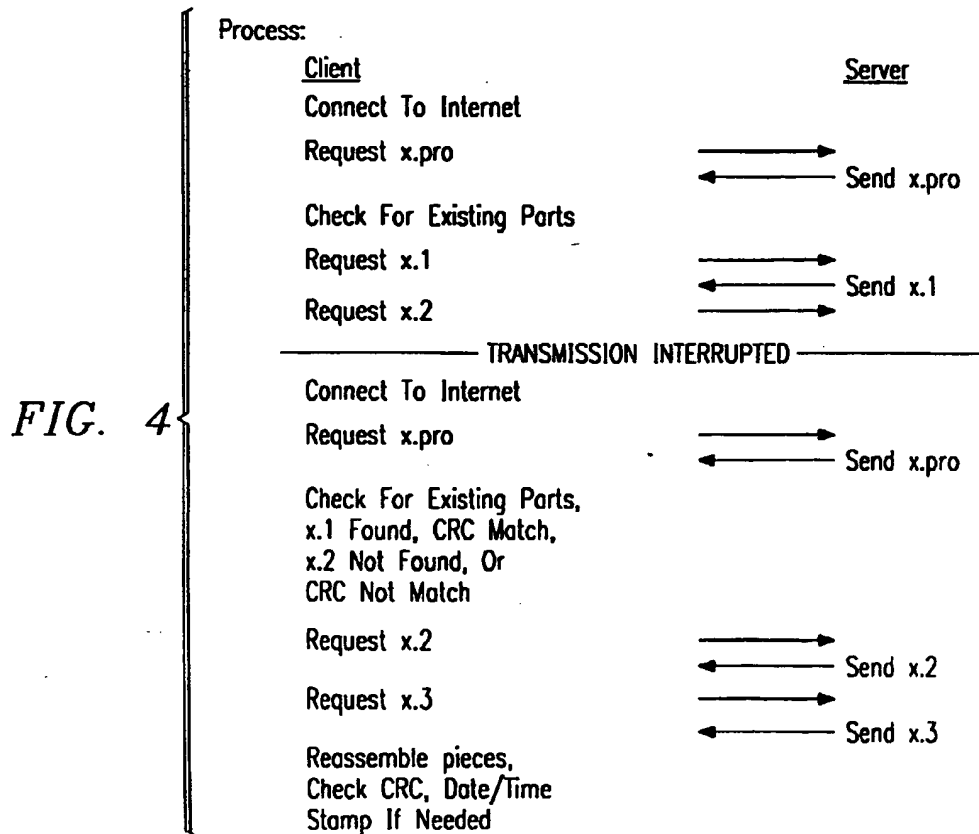 Process:
Client Server
Connect To Internet
Request x.pro
Send x.pro
Check For Existing Parts
Request x.1
Send x.1
Request x.2
TRANSMISSION INTERRUPTED
Connect To Internet
FIG. 4
Request x.pro
Send x.pro
Check For Existing Parts,
x.1 Found, CRC Match,
x.2 Not Found, Or
CRC Not Match
Request x.2
Send x.2
Request x.3
Send x.3
Reassemble pieces,
Check CRC, Date/Time
Stamp If Needed